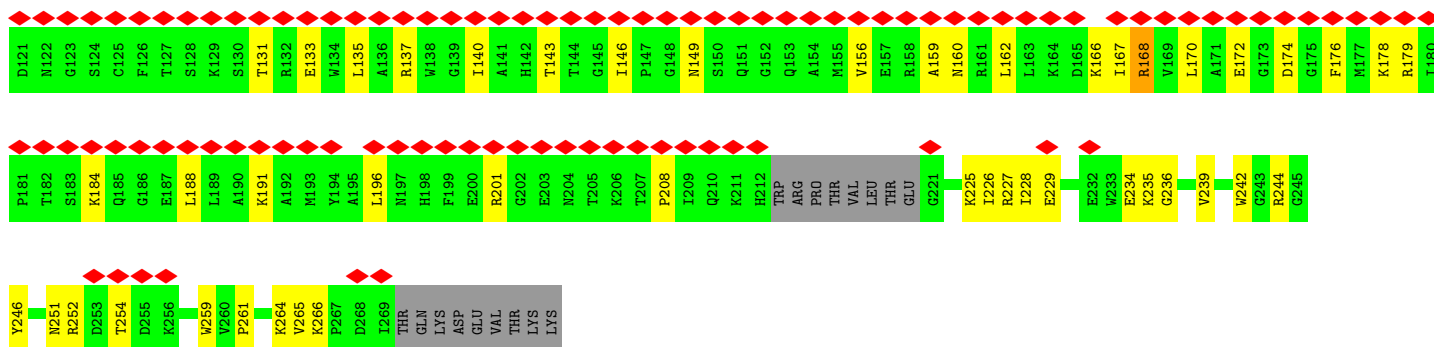 D121 N122 G123 S124 C125 F126 T127 S128 K129 S130 T131 R132 E133 W134 L135 A136 R137 W138 G139 I140 A141 H142 T143 T144 G145 I146 P147 G148 N149 S150 Q151 G152 Q153 A154 M155 V156 E157 R158 A159 N160 R161 L162 L163 K164 D165 K166 I167 R168 V169 L170 A171 E172 G173 D174 G175 F176 M177 K178 R179 I180
P181 T182 S183 K184 Q185 G186 E187 L188 L189 A190 K191 A192 M193 Y194 A195 L196 N197 H198 F199 E200 R201 G202 E203 N204 T205 K206 T207 P208 I209 Q210 K211 H212 TRP ARG PRO THR VAL LEU THR GLU G221 K225 I226 R227 I228 E229 E232 W233 E234 K235 G236 V239 W242 G243 R244 G245
Y246 N251 R252 D253 T254 D255 K256 W259 V260 P261 K264 V265 K266 P267 D268 I269 THR GLN LYS ASP GLU VAL THR LYS LYS